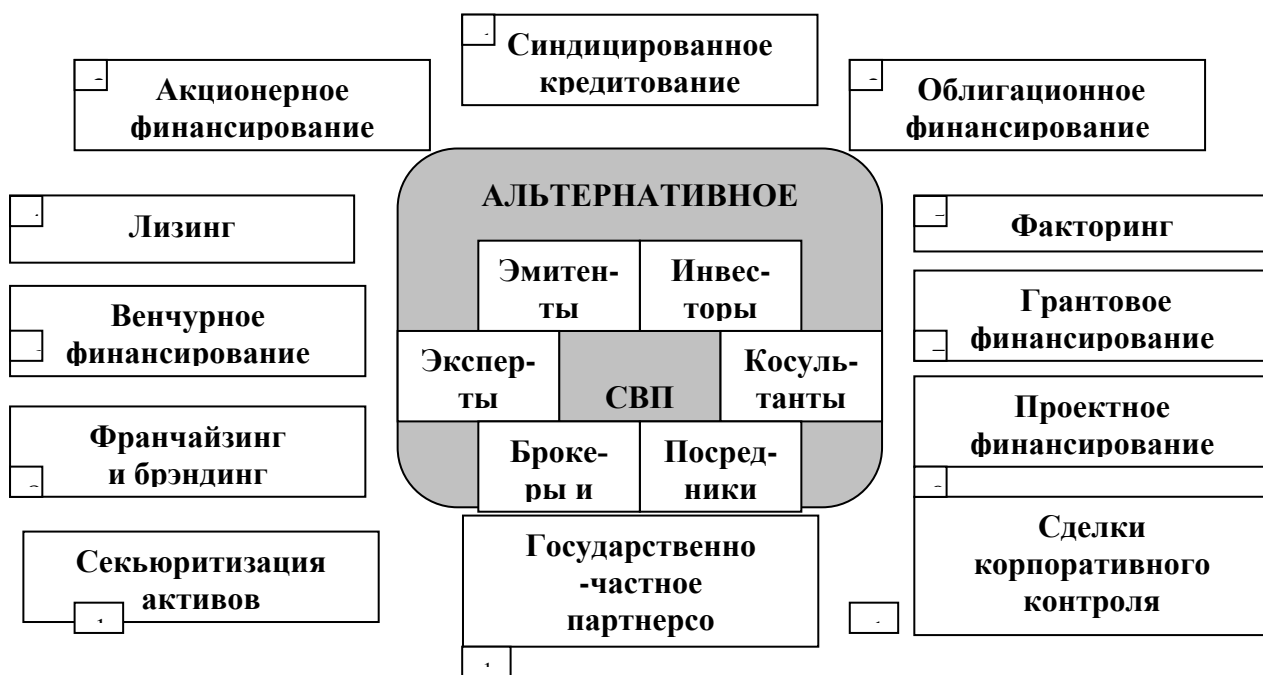 Синдицированное
кредитование
Акционерное
финансирование
Облигационное
финансирование
АЛЬТЕРНАТИВНОЕ
Лизинг
Факторинг
Эмитен-
ты
Инвес-
торы
Венчурное
финансирование
Грантовое
финансирование
Экспер-
ты
СВП
Косуль-
танты
Проектное
финансирование
Франчайзинг
и брэндинг
Броке-
ры и
Посред-
ники
Секьюритизация
активов
Государственно
-частное
партнерсо
Сделки
корпоративного
контроля